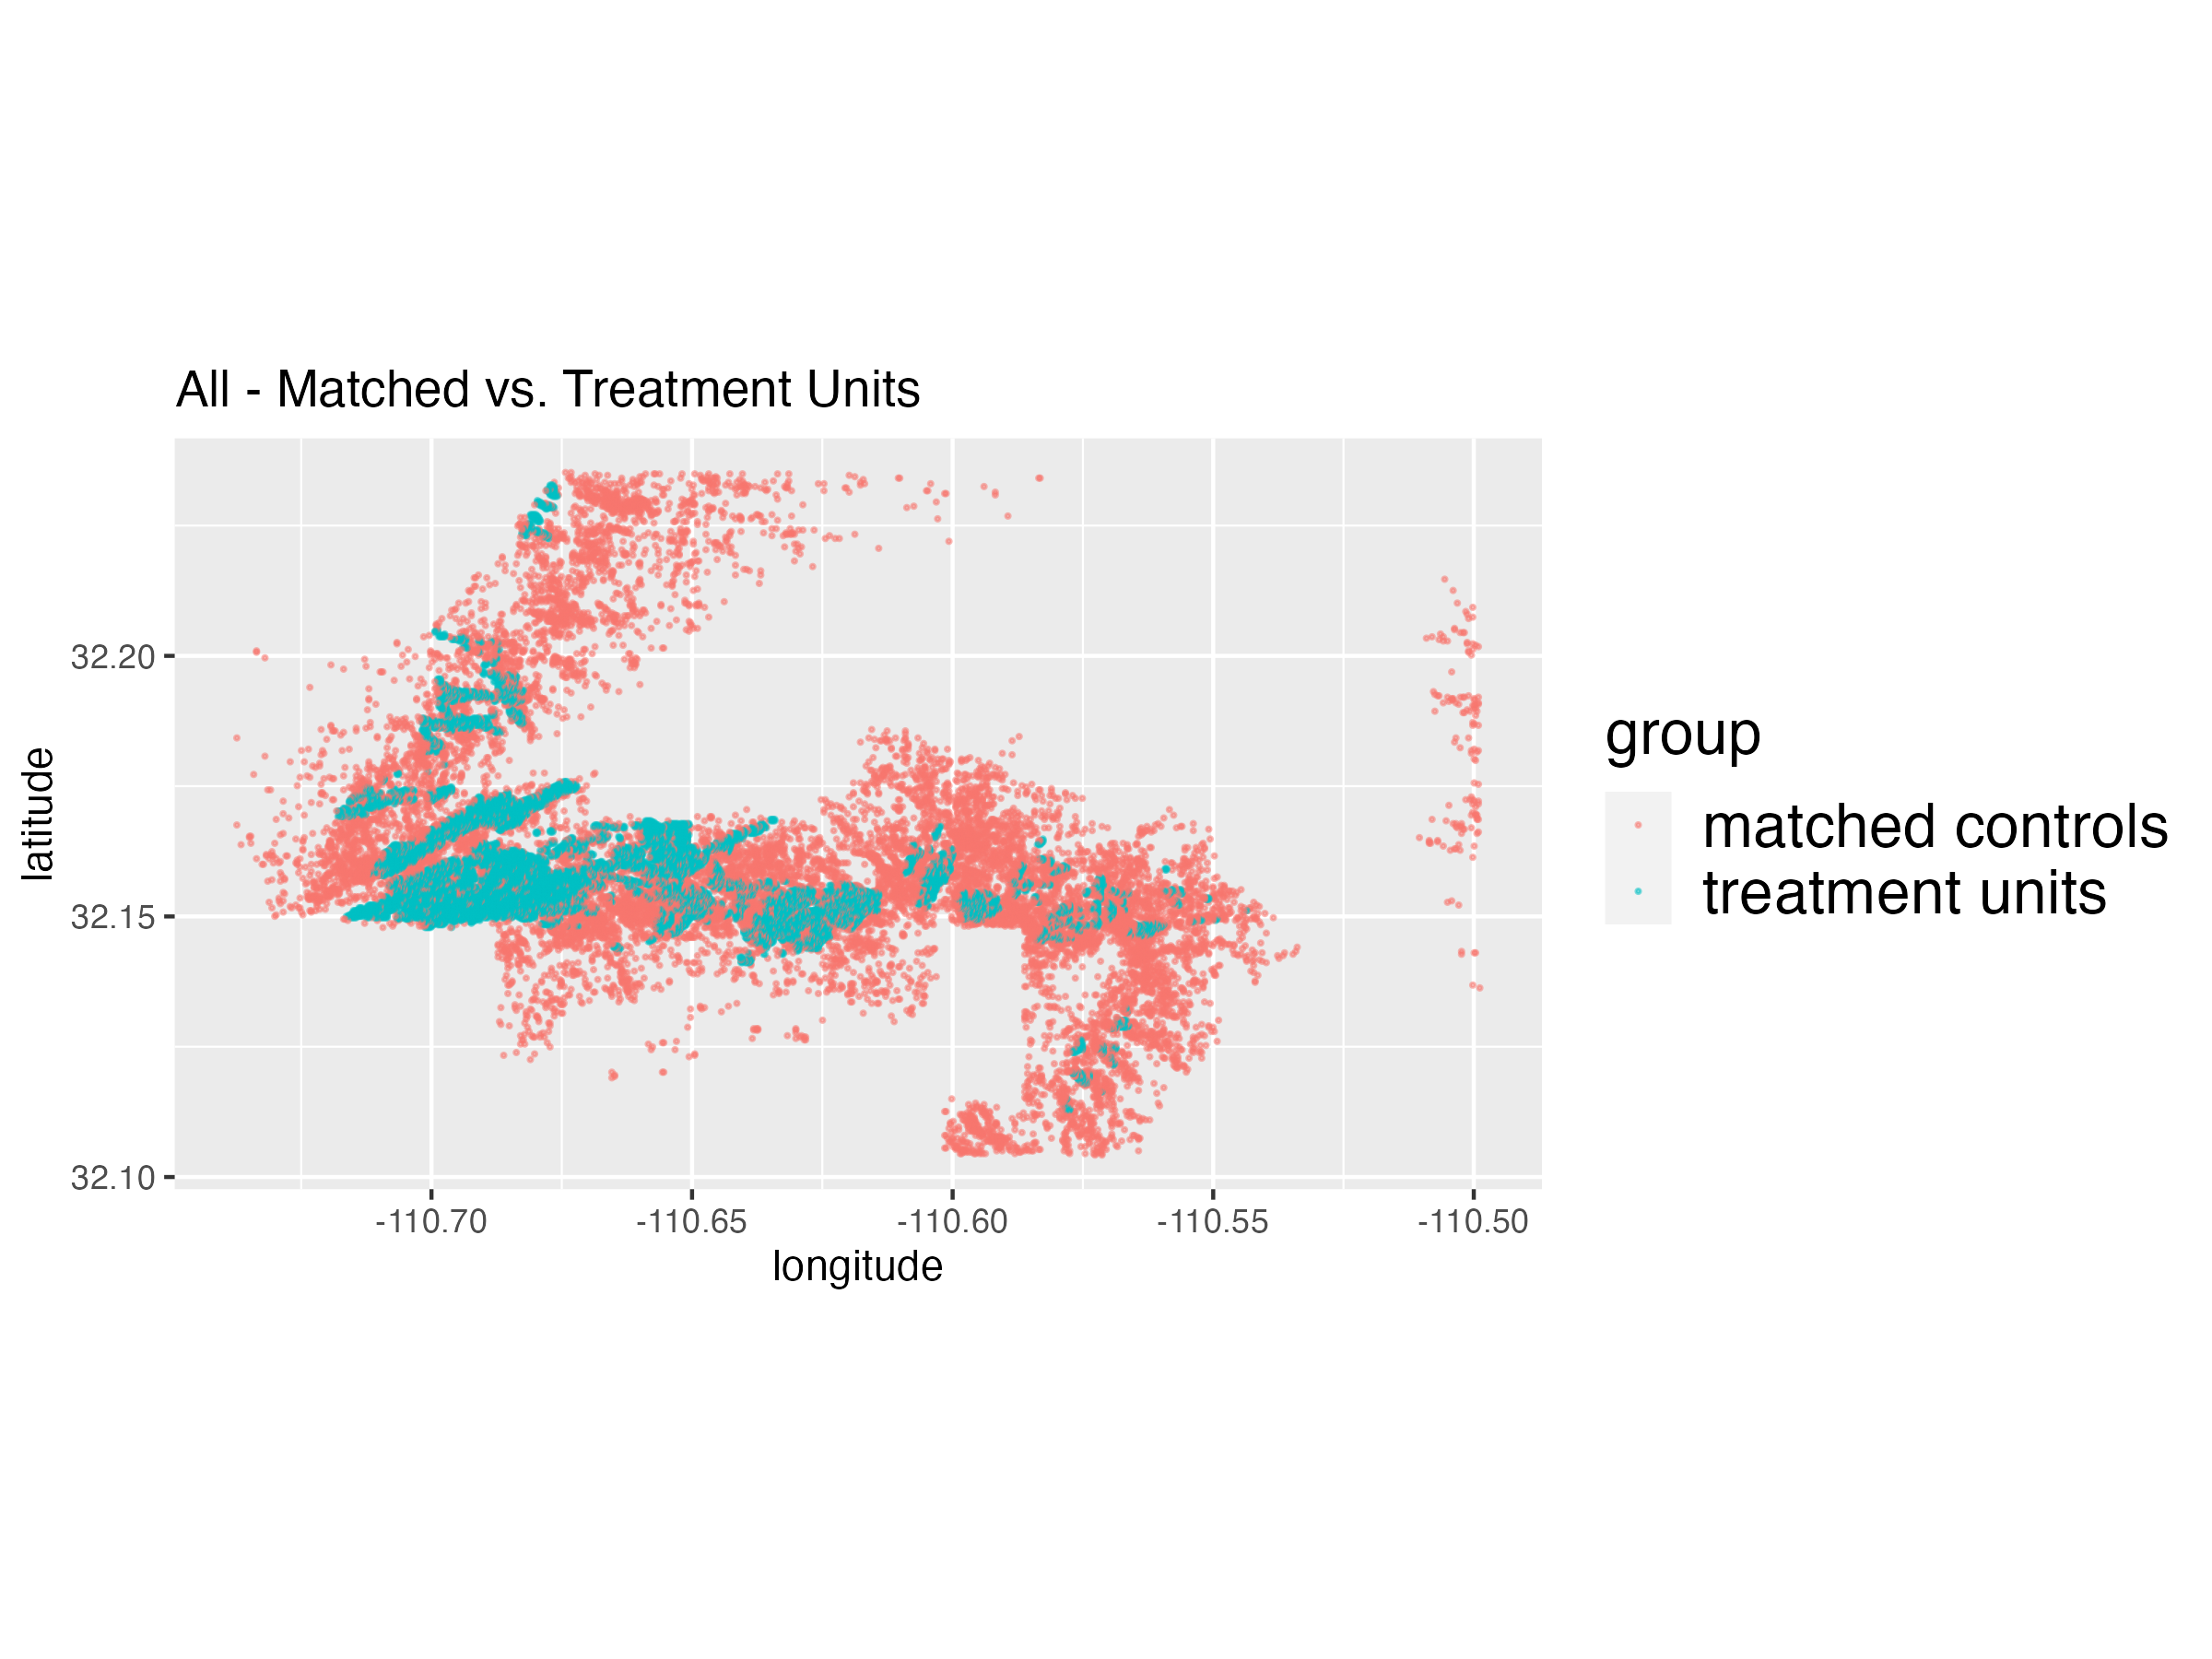 All - Matched vs. Treatment Units
latitude
32.20
32.15
32.10
-110.70
-110.65
-110.60
-110.55
-110.50
longitude
group
matched controls
treatment units